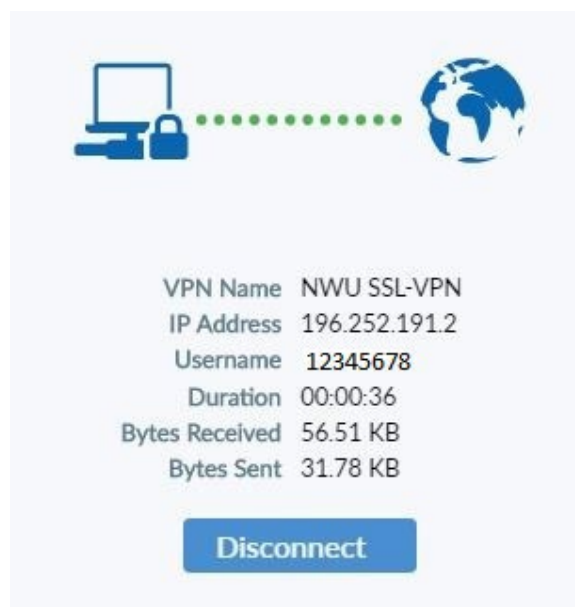 VPN Name NWU SSL-VPN
IP Address 196.252.191.2
Username 12345678
Duration 00:00:36
Bytes Received 56.51 KB
Bytes Sent 31.78 KB
Disconnect